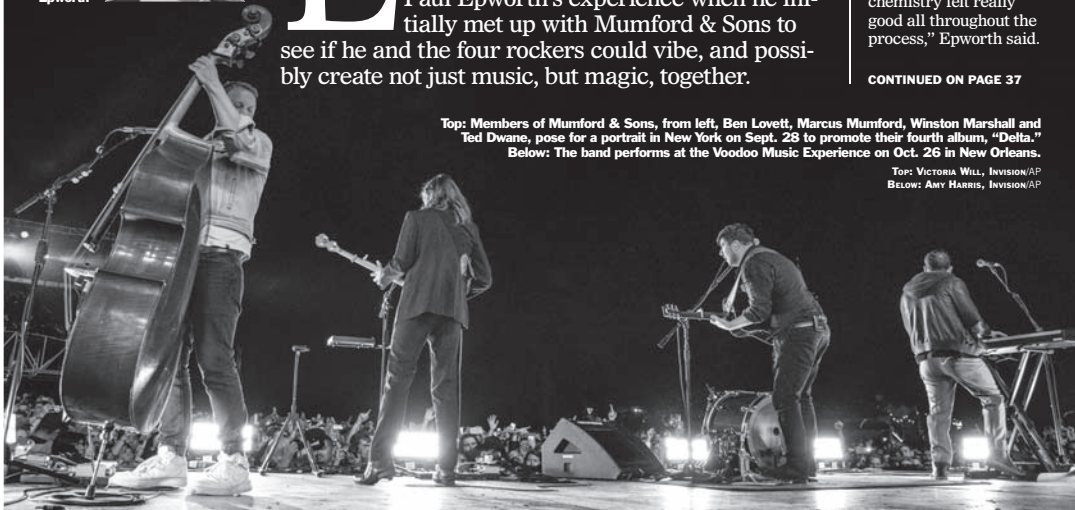 Epworth
Paul Epworth's experience when he ini-
tially met up with Mumford & Sons to
see if he and the four rockers could vibe, and possi-
bly create not just music, but magic, together.
chemistry felt really
good all throughout the
process,” Epworth said.
CONTINUED ON PAGE 37
Top: Members of Mumford & Sons, from left, Ben Lovett, Marcus Mumford, Winston Marshall and
Ted Dwane, pose for a portrait in New York on Sept. 28 to promote their fourth album, “Delta.”
Below: The band performs at the Voodoo Music Experience on Oct. 26 in New Orleans.
Top: Victoria Will, Invision/AP
Below: Amy Harris, Invision/AP